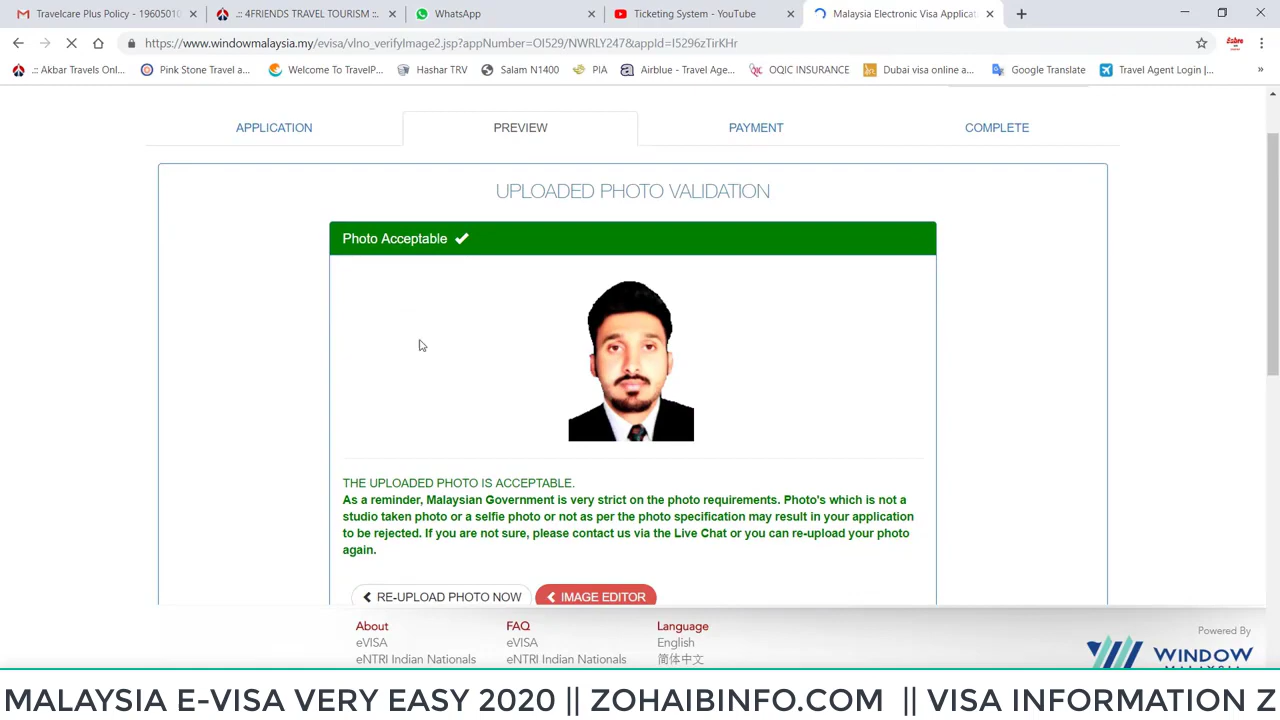 Travelcare Plus Policy - 1960501
.:: 4FRIENDS TRAVEL TOURISM ::.
WhatsApp
Ticketing System - YouTube
Malaysia Electronic Visa Applicat
https://www.windowmalaysia.my/evisa/vlno_verifyImage2.jsp?appNumber=OI529/NWRLY247&appId=I5296zTirKHr
.:: Akbar Travels Onl...
Pink Stone Travel a...
Welcome To TravelP...
Hashar TRV
Salam N1400
PIA
Airblue - Travel Age...
OQIC INSURANCE
Dubai visa online a...
Google Translate
Travel Agent Login |...
»
APPLICATION
PREVIEW
PAYMENT
COMPLETE
UPLOADED PHOTO VALIDATION
Photo Acceptable
THE UPLOADED PHOTO IS ACCEPTABLE.
As a reminder, Malaysian Government is very strict on the photo requirements. Photo's which is not a
studio taken photo or a selfie photo or not as per the photo specification may result in your application
to be rejected. If you are not sure, please contact us via the Live Chat or you can re-upload your photo
again.
RE-UPLOAD PHOTO NOW
IMAGE EDITOR
About
FAQ
Language
Powered By
eVISA
eVISA
English
eNTRI Indian Nationals
eNTRI Indian Nationals
简体中文
WINDOW
MALAYSIA E-VISA VERY EASY 2020 || ZOHAIBINFO.COM || VISA INFORMATION Z